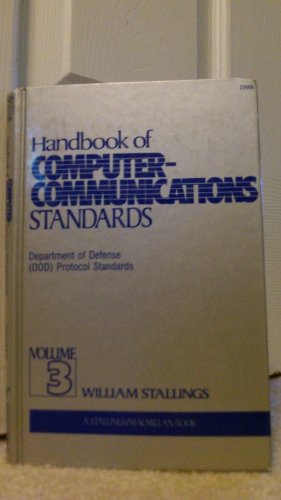 Handbook of
COMPUTER-
COMMUNICATIONS
STANDARDS
Department of Defense
(DOD) Protocol Standards
VOLUME
3
WILLIAM STALLINGS
A STALLINGS/MACMILLAN BOOK